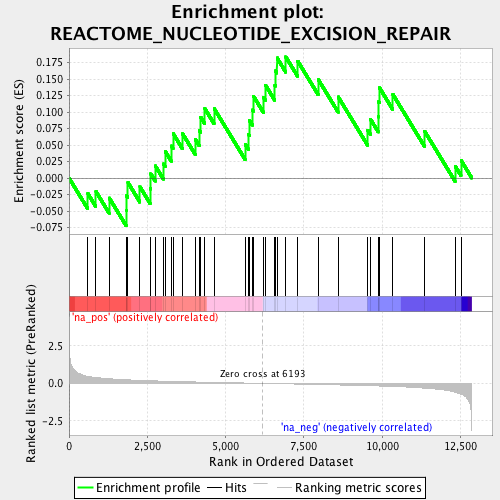 Enrichment plot:
REACTOME_NUCLEOTIDE_EXCISION_REPAIR
Enrichment score (ES)
0.175
0.150
0.125
0.100
0.075
0.050
0.025
0.000
-0.025
-0.050
-0.075
'na_pos' (positively correlated)
Ranked list metric (PreRanked)
2.5
0.0
-2.5
Zero cross at 6193
'na_neg' (negatively correlated)
0
2,500
5,000
7,500
10,000
12,500
Rank in Ordered Dataset
Enrichment profile
Hits
Ranking metric scores